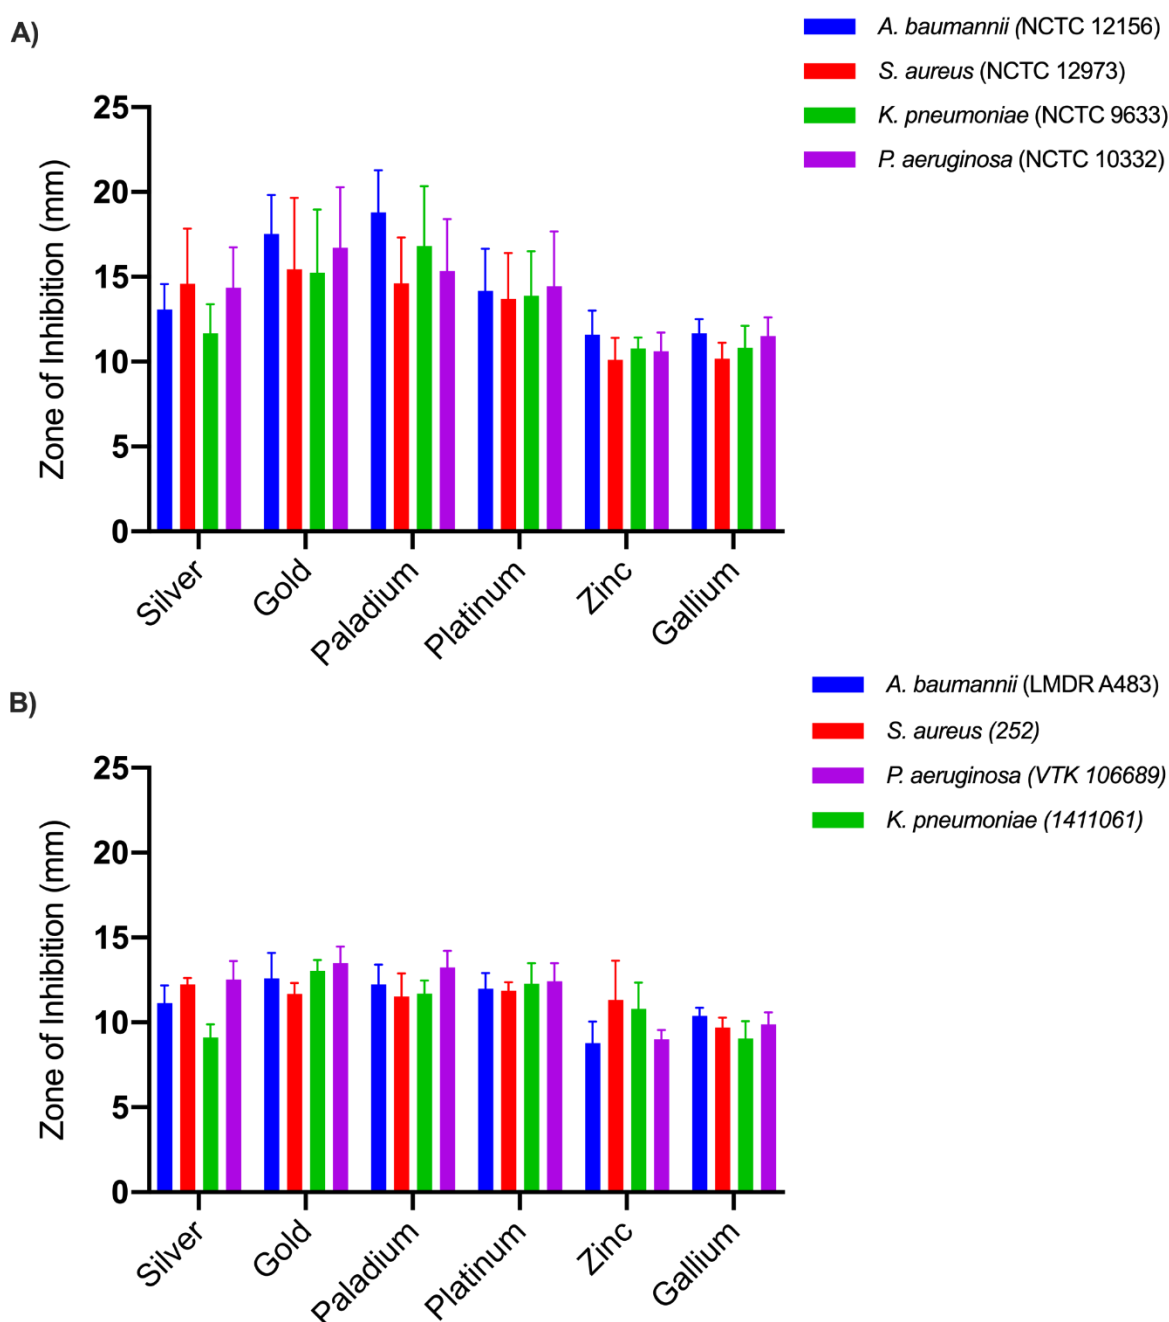 A)
A. baumannii (NCTC 12156)
S. aureus (NCTC 12973)
K. pneumoniae (NCTC 9633)
P. aeruginosa (NCTC 10332)
Zone of Inhibition (mm)
25
20
15
10
5
0
Silver
Gold
Paladium
Platinum
Zinc
Gallium
B)
A. baumannii (LMDR A483)
S. aureus (252)
P. aeruginosa (VTK 106689)
K. pneumoniae (1411061)
Zone of Inhibition (mm)
25
20
15
10
5
0
Silver
Gold
Paladium
Platinum
Zinc
Gallium